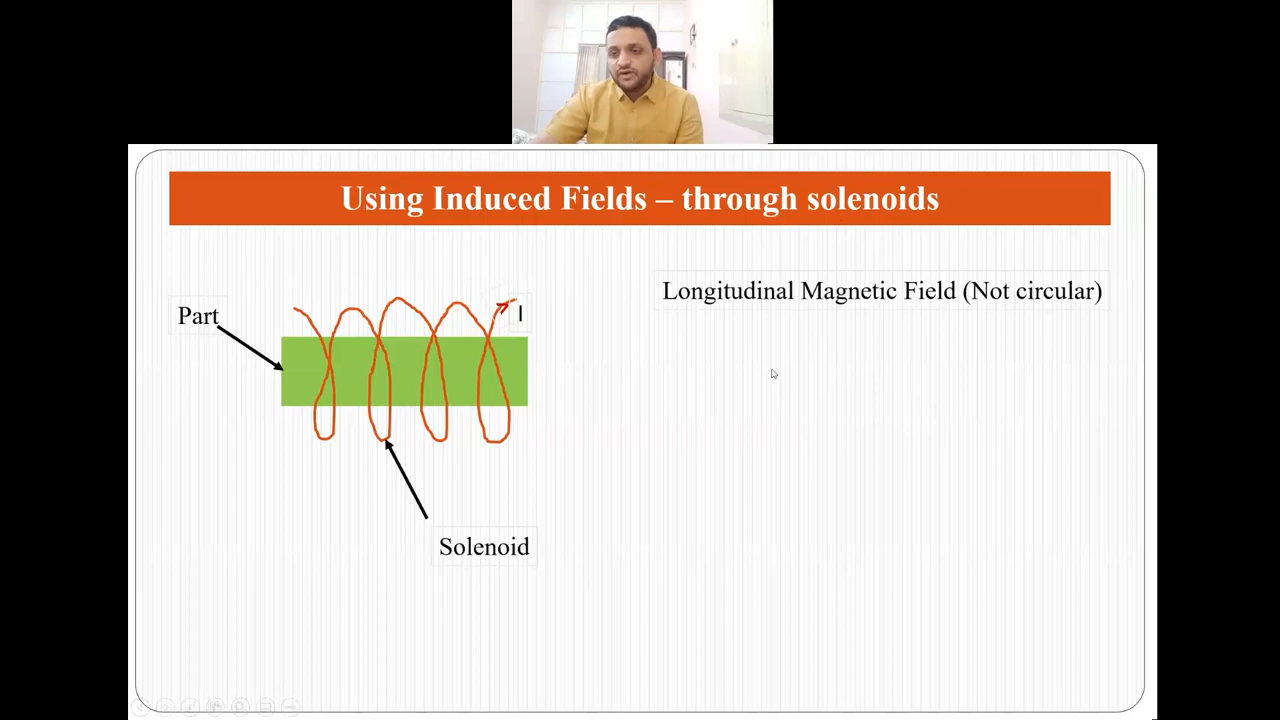 Using Induced Fields – through solenoids
Longitudinal Magnetic Field (Not circular)
Part
I
Solenoid